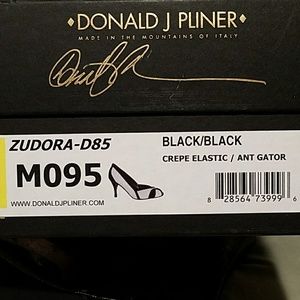 DONALD J PLINER
MADE IN THE MOUNTAINS OF ITALY
ZUDORA-D85
BLACK/BLACK
CREPE ELASTIC / ANT GATOR
M095
WWW.DONALDJPLINER.COM
8 28564 73999 6